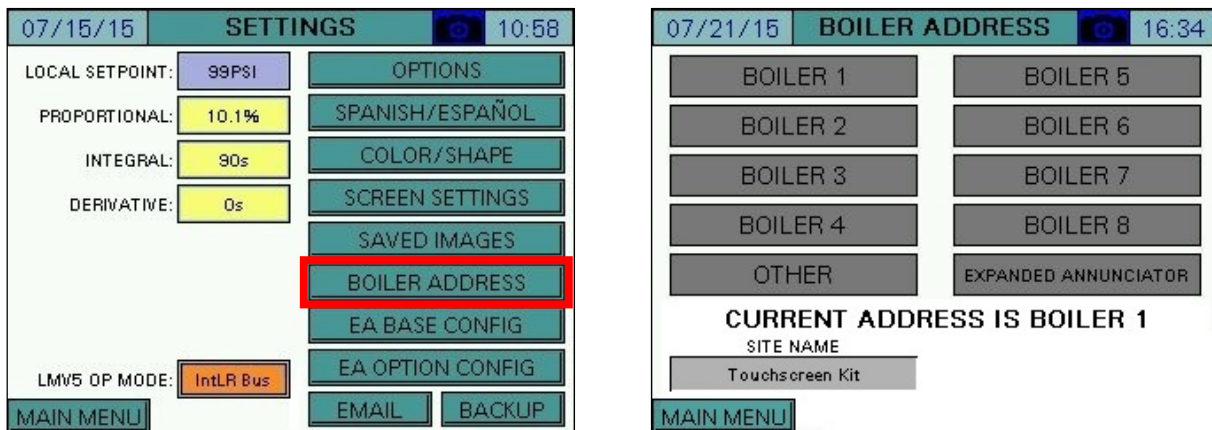 07/15/15 SETTINGS 10:58
LOCAL SETPOINT: 99PSI
PROPORTIONAL: 10.1%
INTEGRAL: 90s
DERIVATIVE: 0s
LMV5 OP MODE: IntLR Bus
MAIN MENU
OPTIONS
SPANISH/ESPAÑOL
COLOR/SHAPE
SCREEN SETTINGS
SAVED IMAGES
BOILER ADDRESS
EA BASE CONFIG
EA OPTION CONFIG
EMAIL BACKUP
07/21/15 BOILER ADDRESS 16:34
BOILER 1 BOILER 5
BOILER 2 BOILER 6
BOILER 3 BOILER 7
BOILER 4 BOILER 8
OTHER EXPANDED ANNUNCIATOR
CURRENT ADDRESS IS BOILER 1
SITE NAME
Touchscreen Kit
MAIN MENU